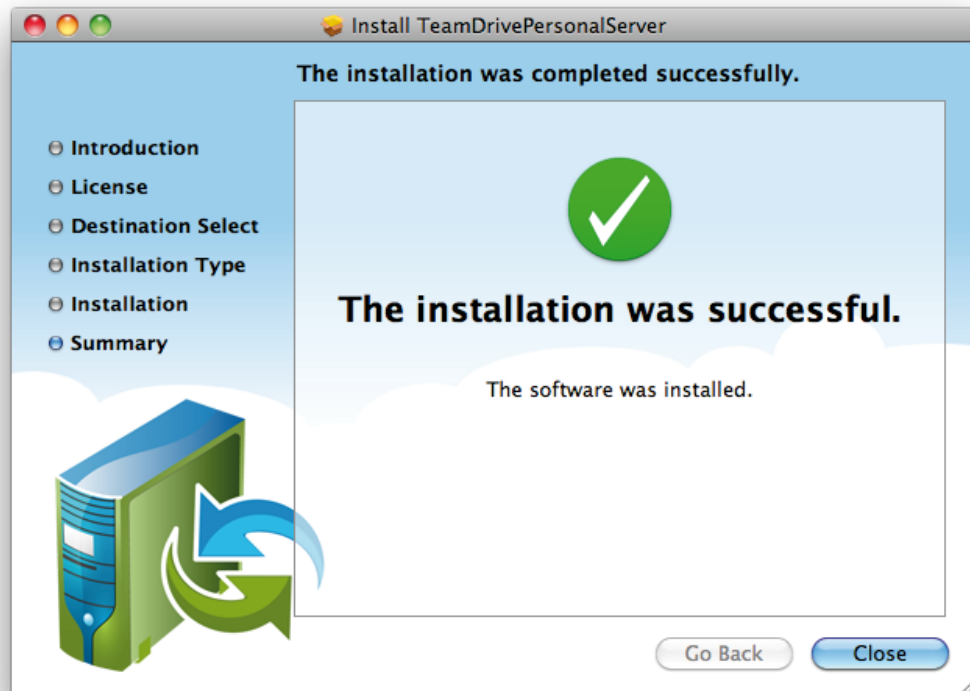 Install TeamDrivePersonalServer
The installation was completed successfully.
Introduction
License
Destination Select
Installation Type
Installation
Summary
The installation was successful.
The software was installed.
Go Back
Close